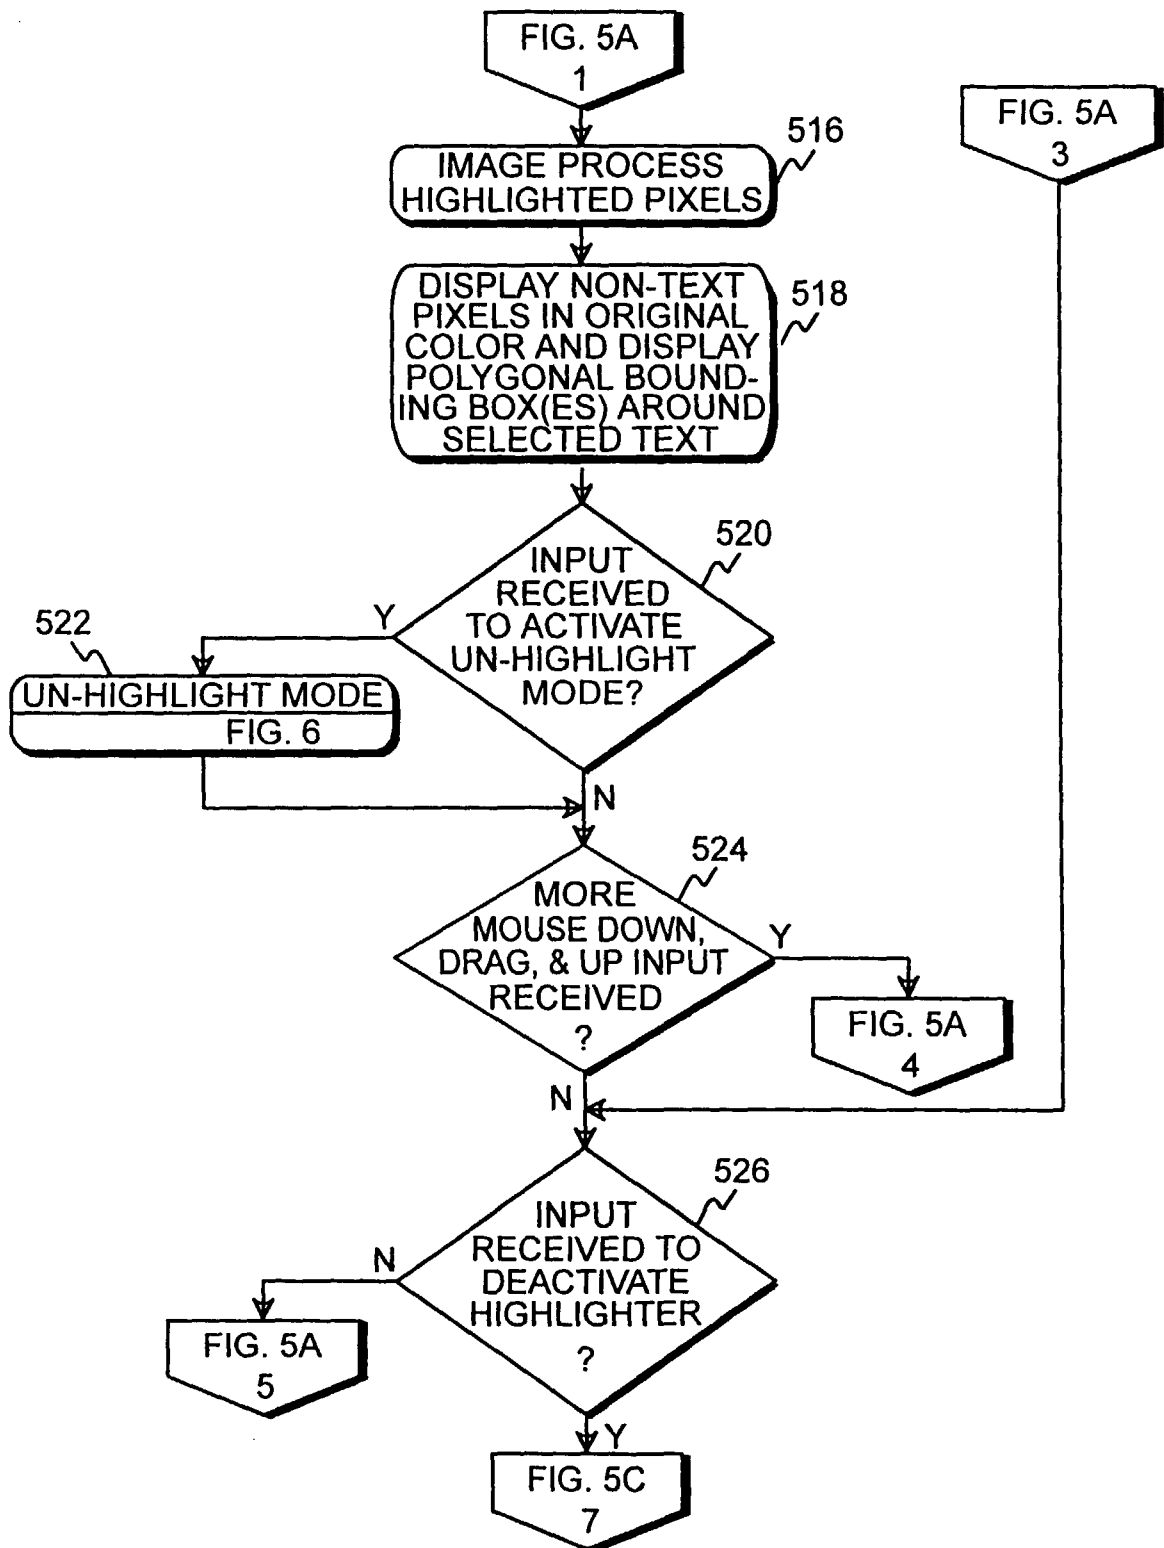 FIG. 5A
1
FIG. 5A
3
516
IMAGE PROCESS
HIGHLIGHTED PIXELS
518
DISPLAY NON-TEXT
PIXELS IN ORIGINAL
COLOR AND DISPLAY
POLYGONAL BOUND-
ING BOX(ES) AROUND
SELECTED TEXT
520
INPUT
RECEIVED
TO ACTIVATE
UN-HIGHLIGHT
MODE?
Y
522
UN-HIGHLIGHT MODE
FIG. 6
N
524
MORE
MOUSE DOWN,
DRAG, & UP INPUT
RECEIVED
?
Y
FIG. 5A
4
N
526
INPUT
RECEIVED TO
DEACTIVATE
HIGHLIGHTER
?
N
FIG. 5A
5
Y
FIG. 5C
7